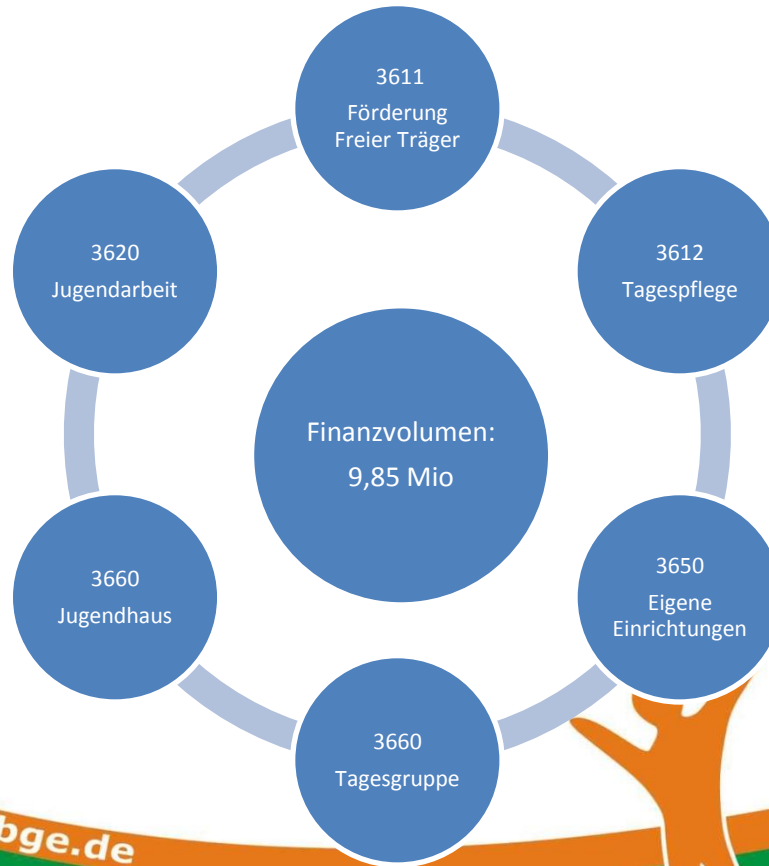 3611
Förderung
Freier Träger
3612
Tagespflege
3650
Eigene
Einrichtungen
3660
Tagesgruppe
3660
Jugendhaus
3620
Jugendarbeit
Finanzvolumen:
9,85 Mio
bge.de